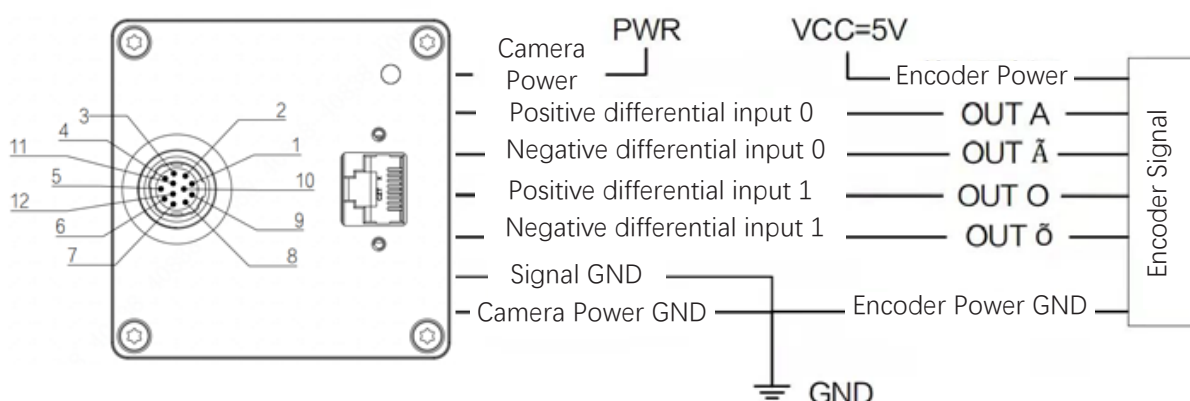 PWR
VCC=5V
Camera
Power
Encoder Power
3
2
4
11
1
5
10
12
6
9
7
8
Positive differential input 0
OUT A
Negative differential input 0
OUT Ã
Positive differential input 1
OUT O
Negative differential input 1
OUT õ
Signal GND
Camera Power GND
Encoder Power GND
Encoder Signal
GND